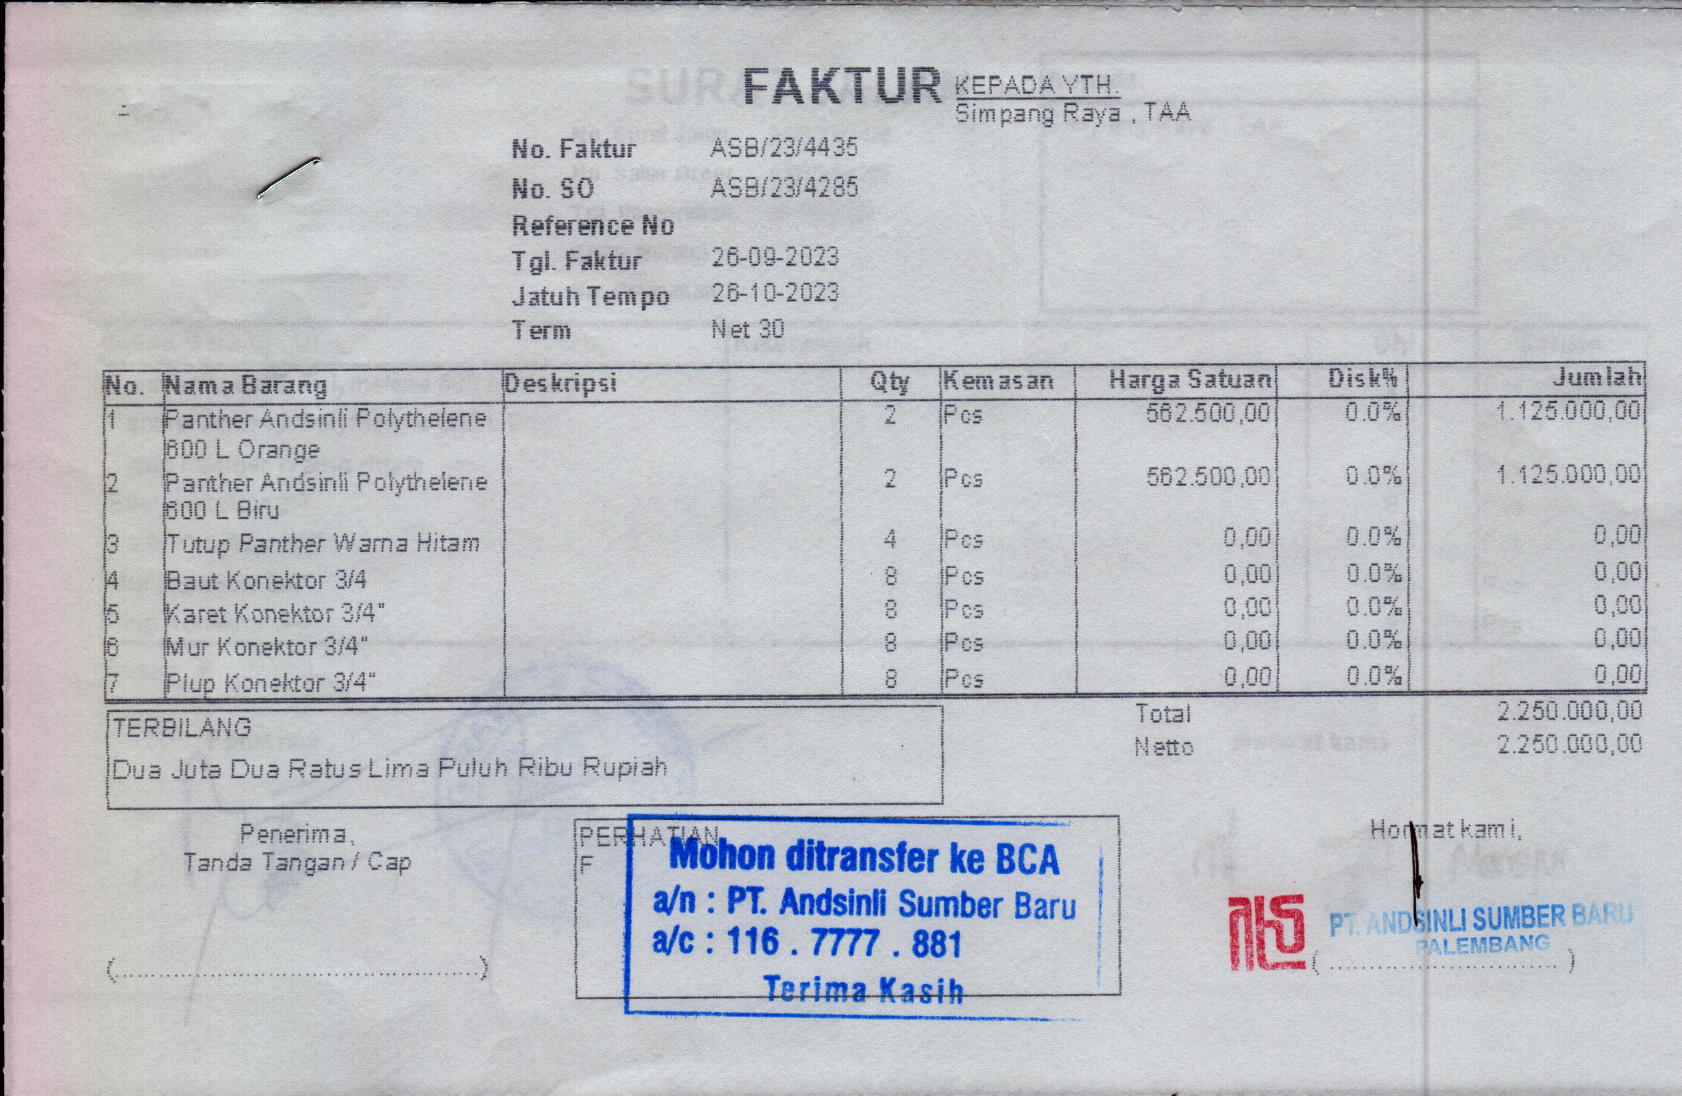 FAKTUR
KEPADA YTH.
Simpang Raya , TAA
No. Faktur ASB/23/4435
No. SO ASB/23/4285
Reference No
Tgl. Faktur 26-09-2023
Jatuh Tempo 26-10-2023
Term Net 30
No. Nama Barang Deskripsi Qty Kemasan Harga Satuan Disk% Jumlah
1 Panther Andsinli Polythelene 2 Pcs 562.500,00 0.0% 1.125.000,00
600 L Orange
2 Panther Andsinli Polythelene 2 Pcs 562.500,00 0.0% 1.125.000,00
600 L Biru
3 Tutup Panther Warna Hitam 4 Pcs 0,00 0.0% 0,00
4 Baut Konektor 3/4 8 Pcs 0,00 0.0% 0,00
5 Karet Konektor 3/4" 8 Pcs 0,00 0.0% 0,00
6 Mur Konektor 3/4" 8 Pcs 0,00 0.0% 0,00
7 Plup Konektor 3/4" 8 Pcs 0,00 0.0% 0,00
Total 2.250.000,00
Netto 2.250.000,00
TERBILANG
Dua Juta Dua Ratus Lima Puluh Ribu Rupiah
Penerima,
Tanda Tangan / Cap
(..................................................)
PERHATIAN
F
Mohon ditransfer ke BCA
a/n : PT. Andsinli Sumber Baru
a/c : 116 . 7777 . 881
Terima Kasih
Hormat kami,
PT. ANDSINLI SUMBER BARU
PALEMBANG
(................................)